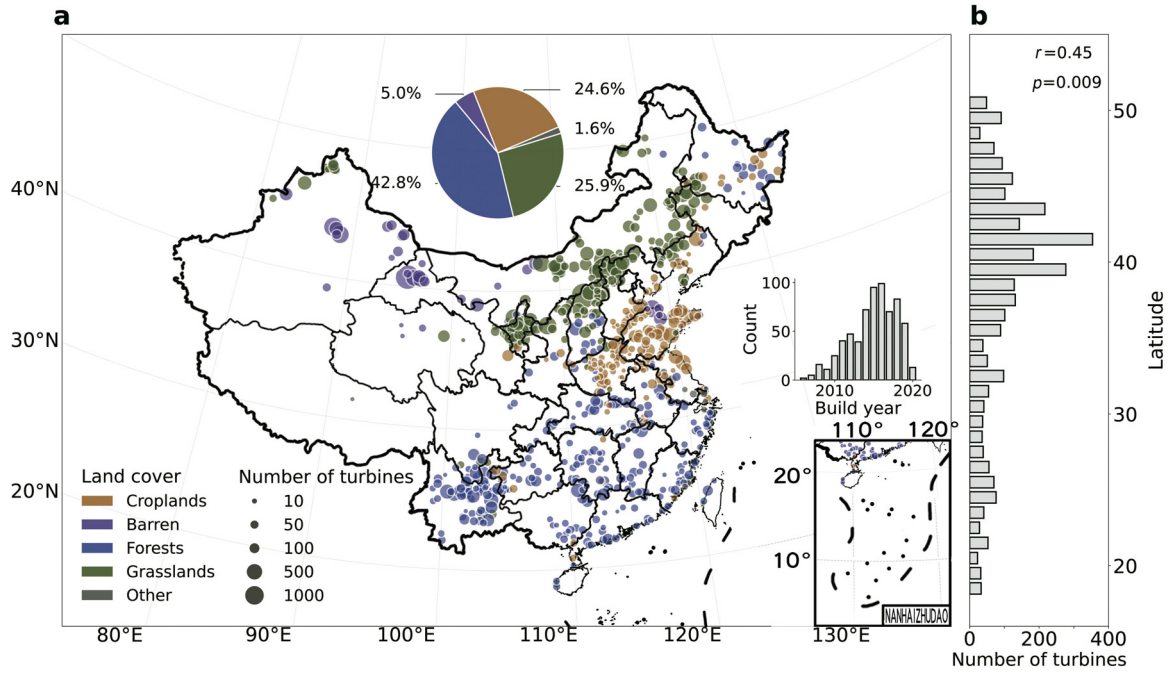 a
b
r=0.45
p=0.009
5.0%
24.6%
1.6%
42.8%
25.9%
40°N
30°N
20°N
50
40
30
20
Latitude
100
50
0
Count
2010
2020
Build year
110°
120°
20°
10°
NANHAIZHUDAO
Land cover
Croplands
Barren
Forests
Grasslands
Other
Number of turbines
10
50
100
500
1000
80°E
90°E
100°E
110°E
120°E
130°E
0
200
400
Number of turbines